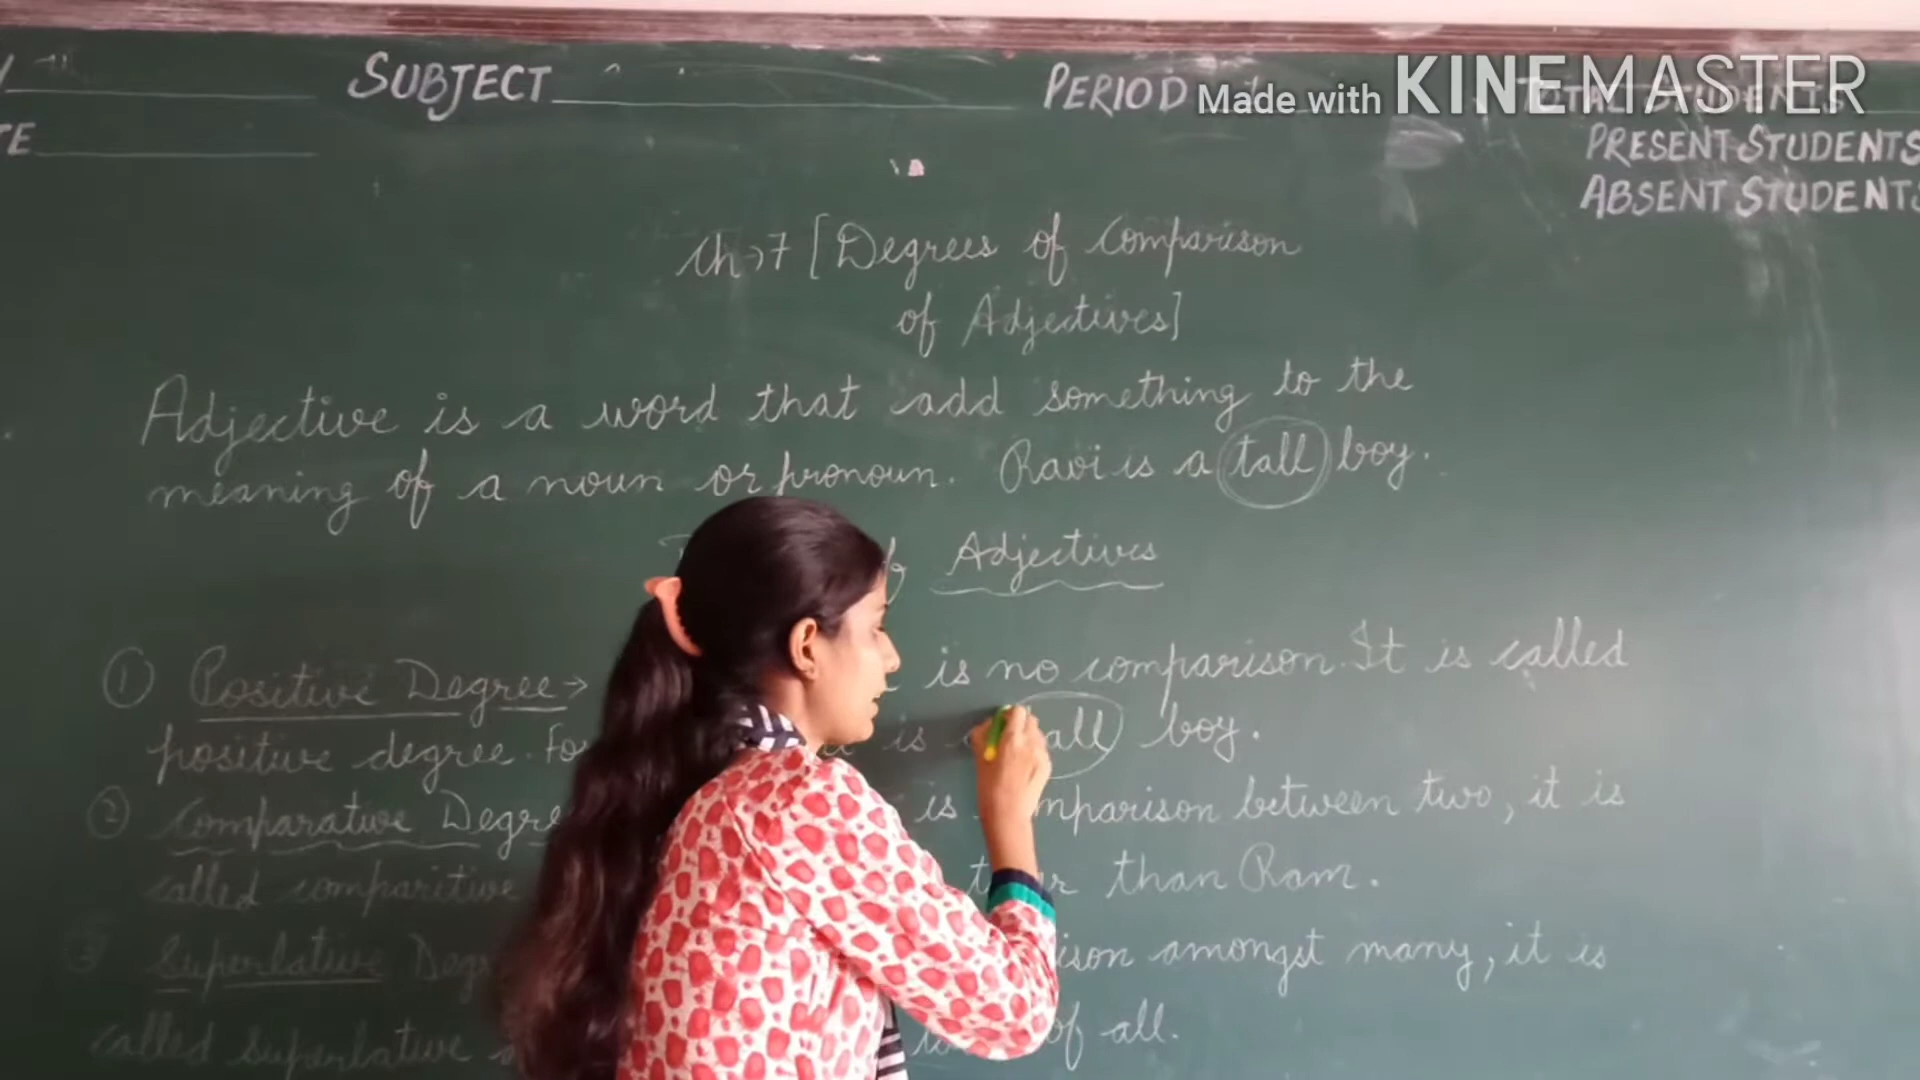 SUBJECT
PERIOD
Made with KINEMASTER
TOTAL STUDENTS
PRESENT STUDENTS
ABSENT STUDENTS
Ch→7 [Degrees of Comparison
of Adjectives]
Adjective is a word that add something to the
meaning of a noun or pronoun. Ravi is a tall boy.
Adjectives
① Positive Degree→ is no comparison. It is called
positive degree. is tall boy.
② Comparative is between two, it is
called comparitive than Ram.
③ Superlative amongst many, it is
called superlative of all.